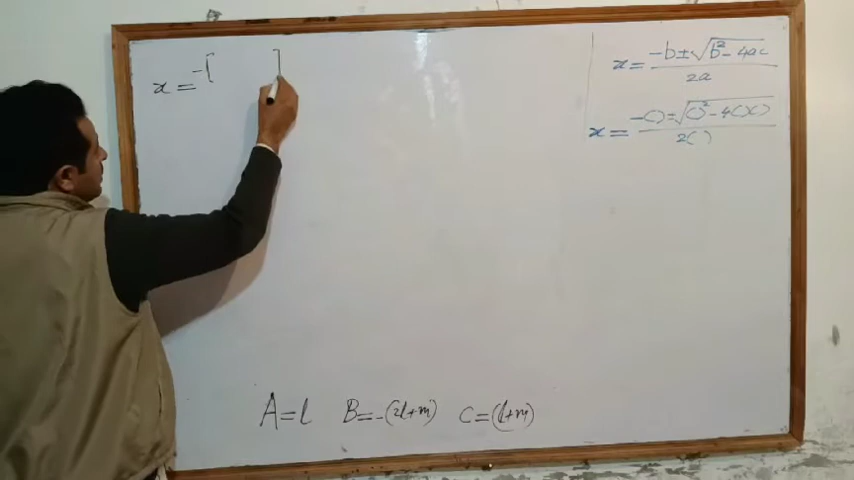 x = -[ ]
x = -b ± √b² - 4ac / 2a
x = -( ) ± √( )² - 4( )( ) / 2( )
A = l B = -(2l+m) C = (l+m)